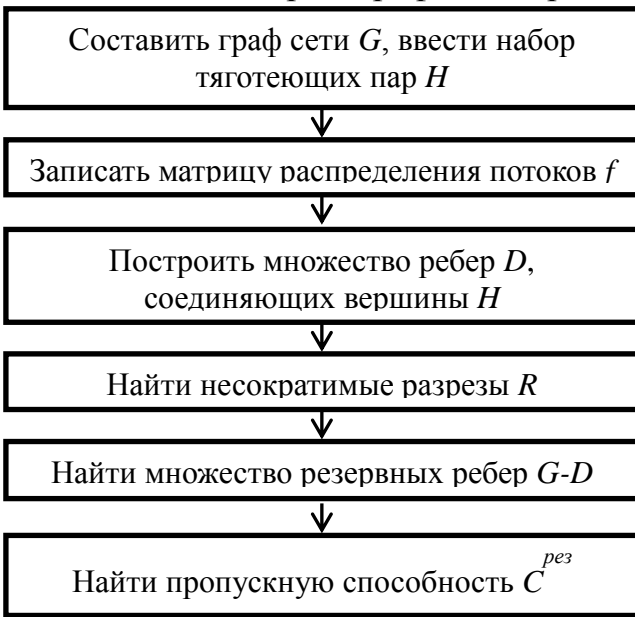 Составить граф сети G, ввести набор
тяготеющих пар H
Записать матрицу распределения потоков f
Построить множество ребер D,
соединяющих вершины H
Найти несократимые разрезы R
Найти множество резервных ребер G-D
Найти пропускную способность C^рез